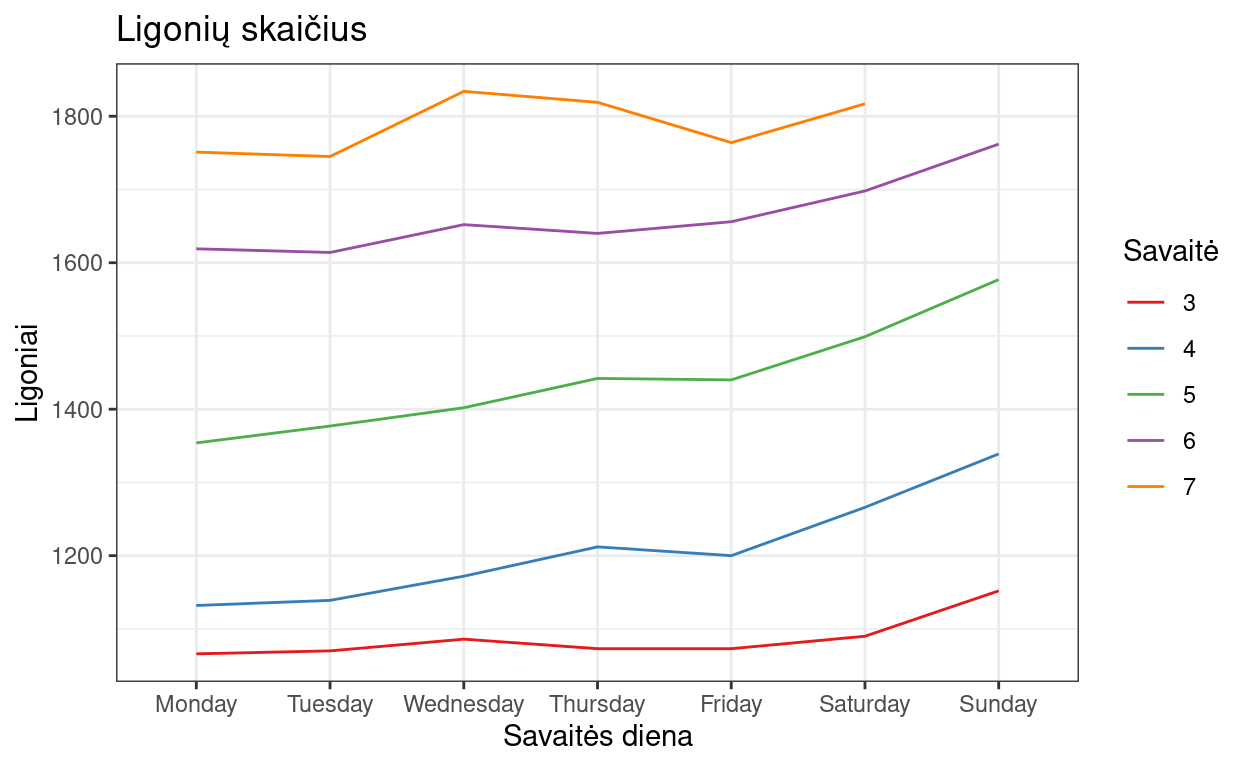 Ligonių skaičius
Ligoniai
1800
1600
1400
1200
Monday Tuesday Wednesday Thursday Friday Saturday Sunday
Savaitės diena
Savaitė
3
4
5
6
7